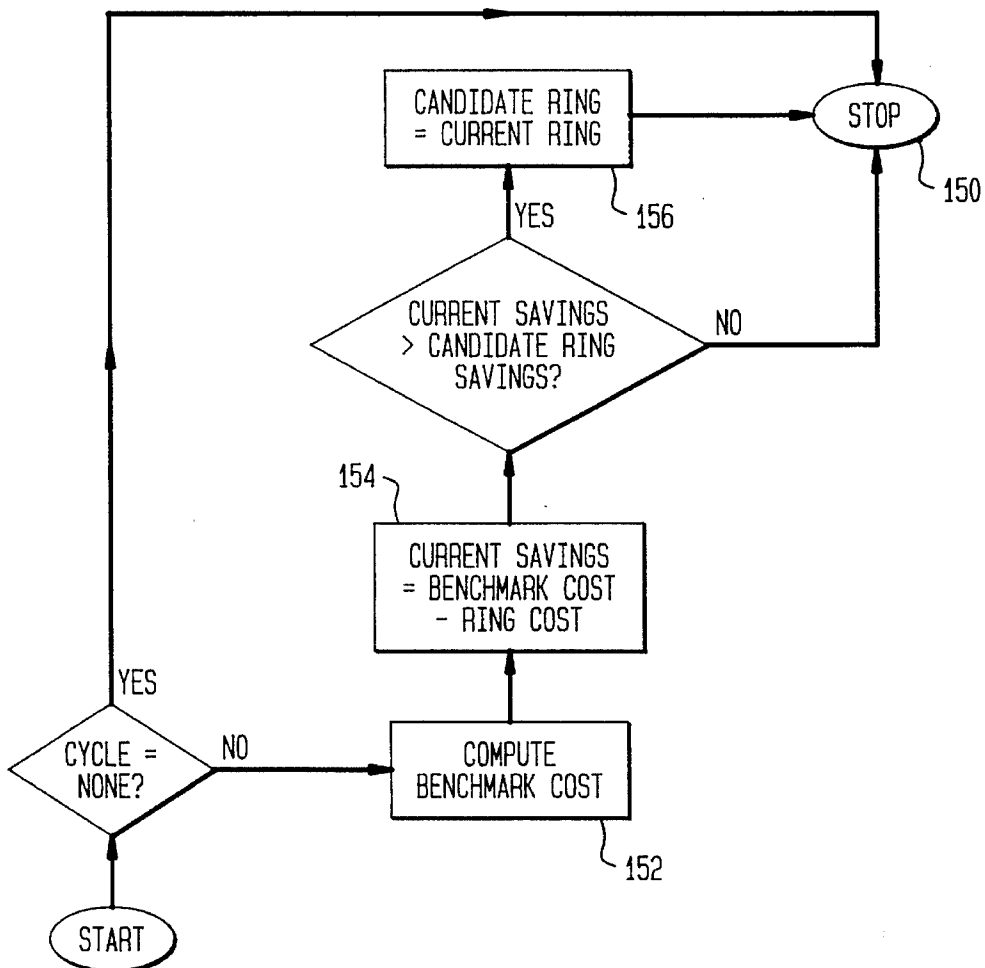 CANDIDATE RING
= CURRENT RING
156
STOP
150
YES
CURRENT SAVINGS
> CANDIDATE RING
SAVINGS?
NO
154
CURRENT SAVINGS
= BENCHMARK COST
- RING COST
YES
CYCLE =
NONE?
NO
COMPUTE
BENCHMARK COST
152
START